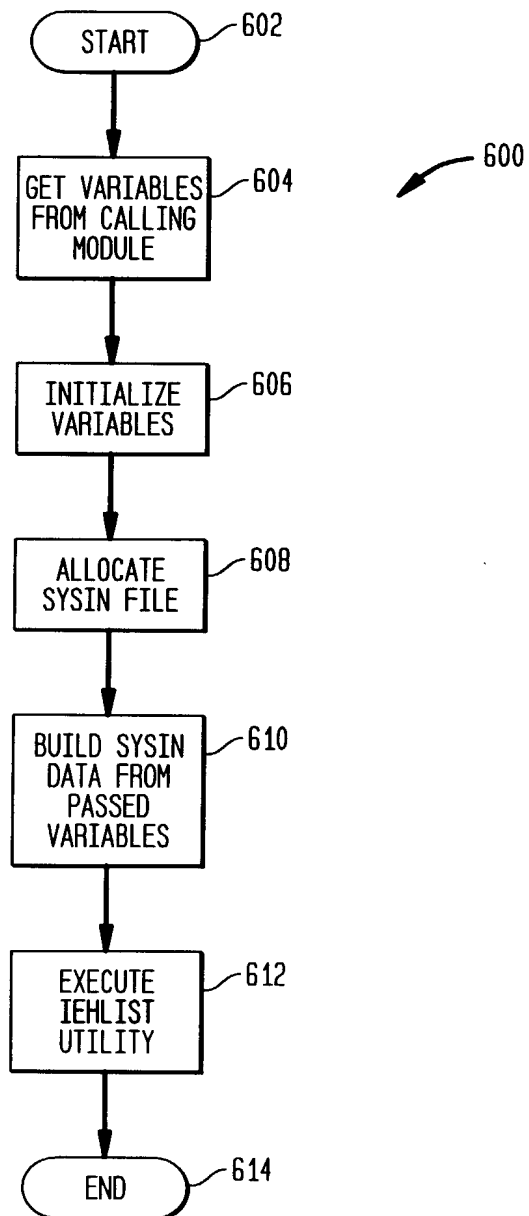 START
602
600
GET VARIABLES
FROM CALLING
MODULE
604
INITIALIZE
VARIABLES
606
ALLOCATE
SYSIN FILE
608
BUILD SYSIN
DATA FROM
PASSED
VARIABLES
610
EXECUTE
IEHLIST
UTILITY
612
END
614